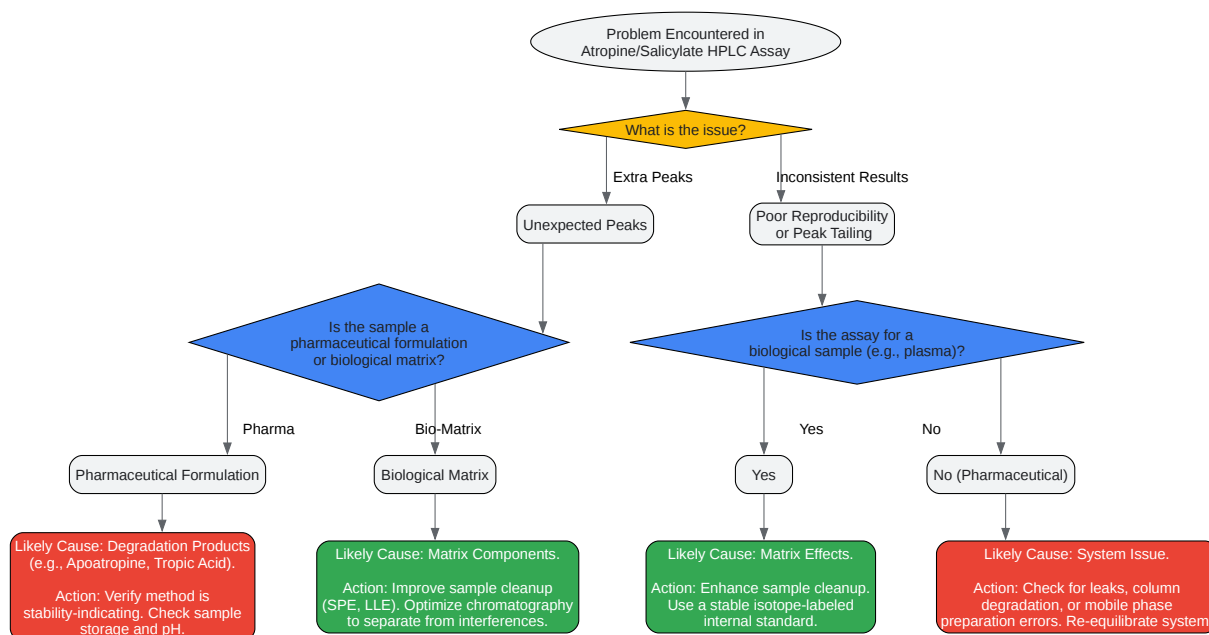 Problem Encountered in
Atropine/Salicylate HPLC Assay
What is the issue?
Extra Peaks
Inconsistent Results
Unexpected Peaks
Poor Reproducibility
or Peak Tailing
Is the sample a
pharmaceutical formulation
or biological matrix?
Is the assay for a
biological sample (e.g., plasma)?
Pharma
Bio-Matrix
Yes
No
Pharmaceutical Formulation
Biological Matrix
Yes
No (Pharmaceutical)
Likely Cause: Degradation Products
(e.g., Apoatropine, Tropic Acid).
Action: Verify method is
stability-indicating. Check sample
storage and pH.
Likely Cause: Matrix Components.
Action: Improve sample cleanup
(SPE, LLE). Optimize chromatography
to separate from interferences.
Likely Cause: Matrix Effects.
Action: Enhance sample cleanup.
Use a stable isotope-labeled
internal standard.
Likely Cause: System Issue.
Action: Check for leaks, column
degradation, or mobile phase
preparation errors. Re-equilibrate system